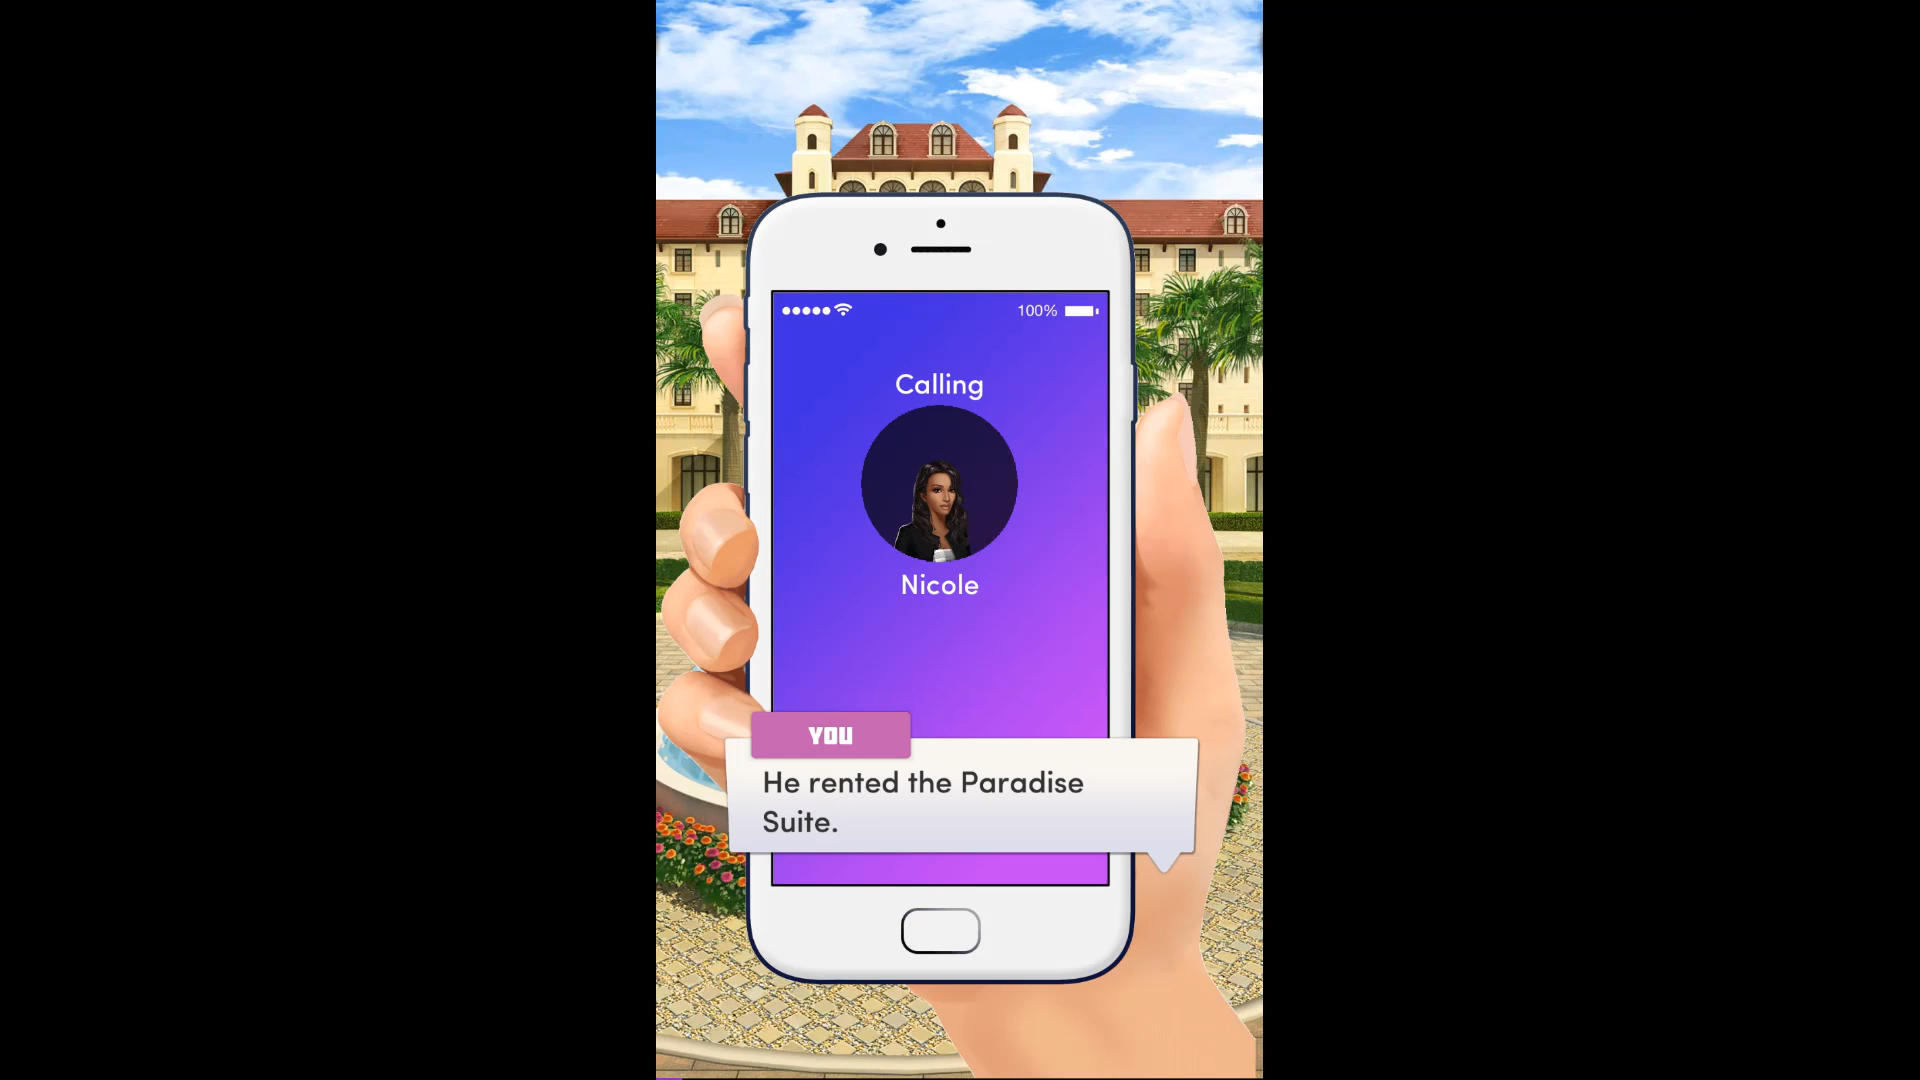 100%
Calling
Nicole
YOU
He rented the Paradise
Suite.